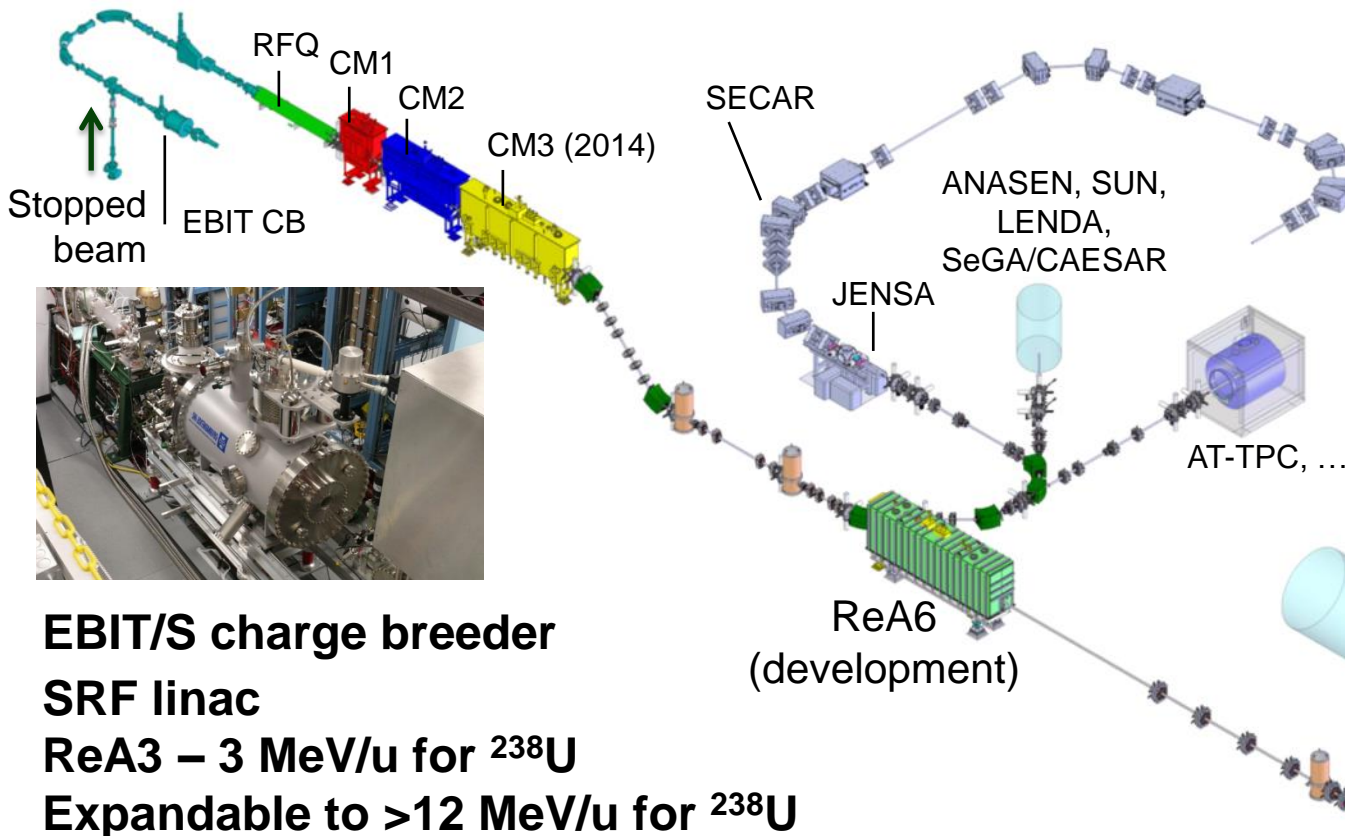 RFQ
CM1
CM2
CM3 (2014)
Stopped
beam
EBIT CB
SECAR
ANASEN, SUN,
LENDA,
SeGA/CAESAR
JENSA
AT-TPC, …
ReA6
(development)
EBIT/S charge breeder
SRF linac
ReA3 – 3 MeV/u for ²³⁸U
Expandable to >12 MeV/u for ²³⁸U